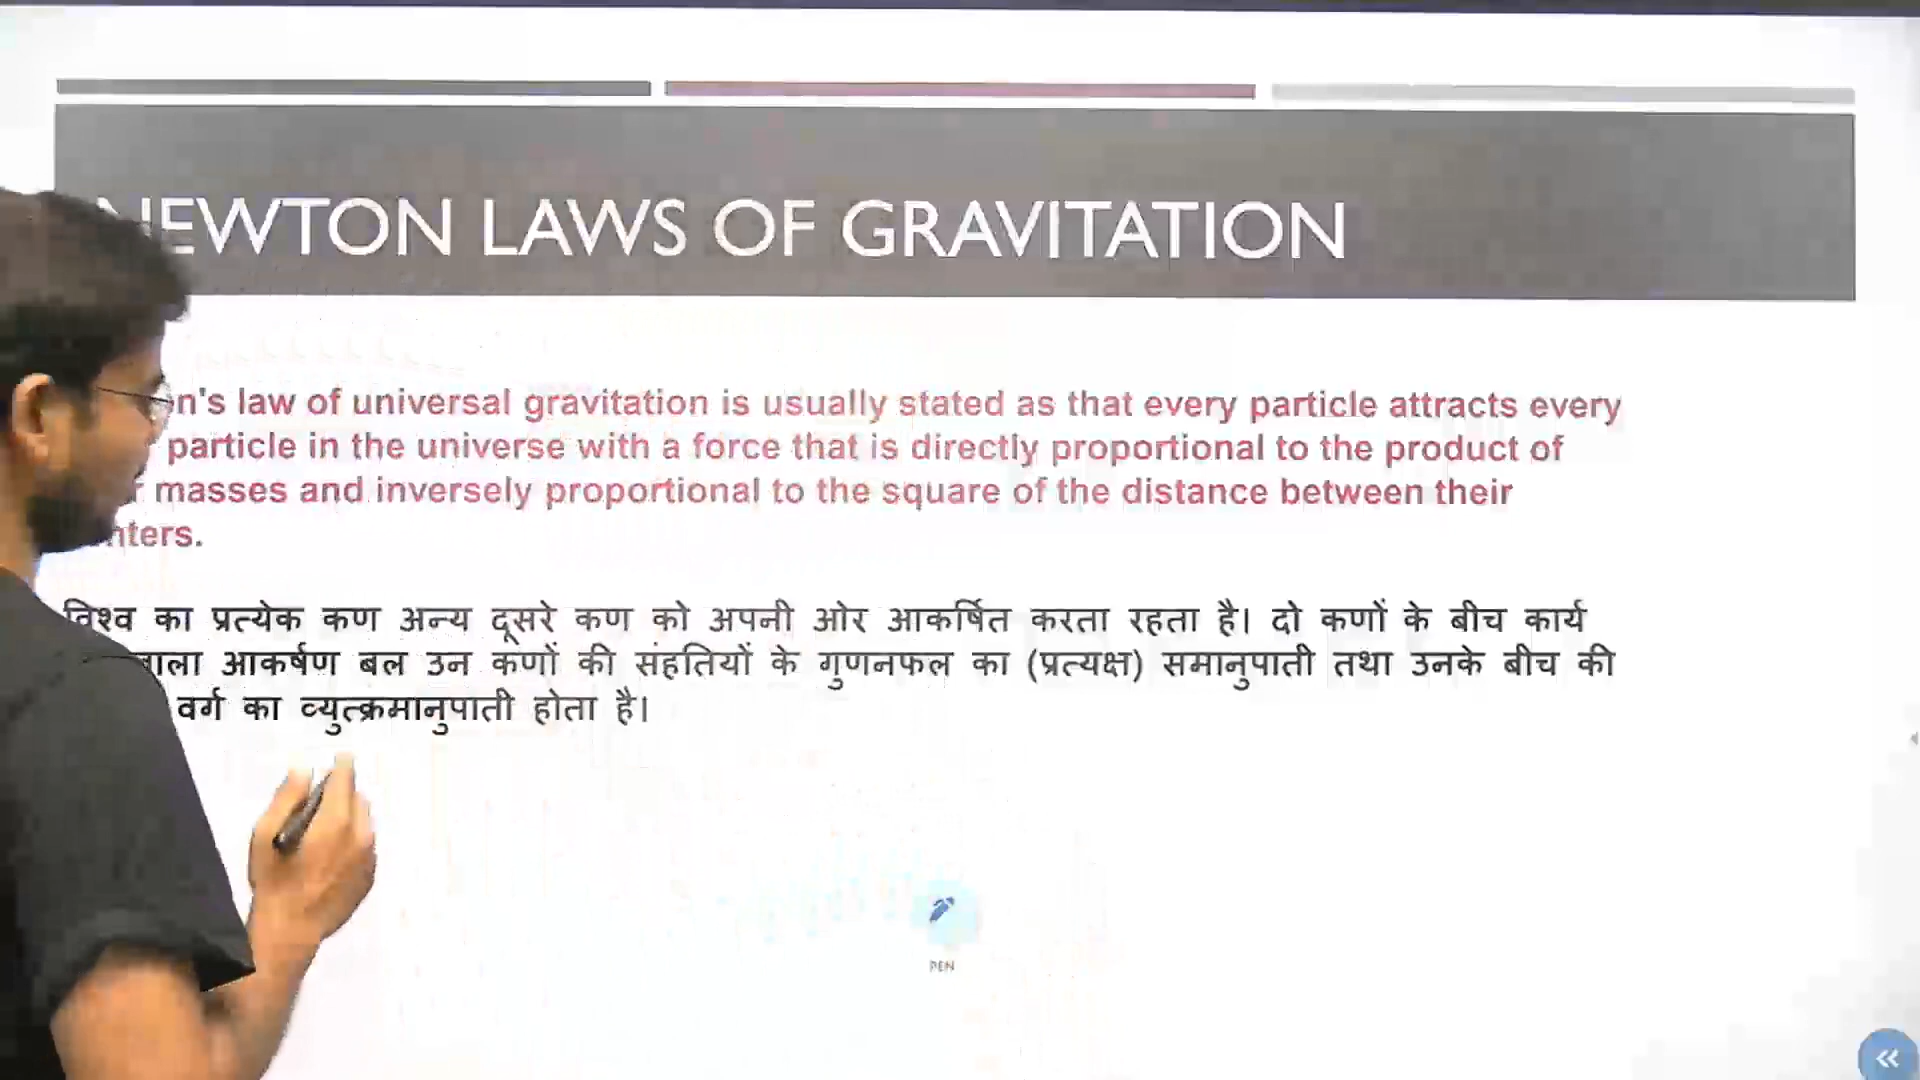 NEWTON LAWS OF GRAVITATION
n's law of universal gravitation is usually stated as that every particle attracts every
particle in the universe with a force that is directly proportional to the product of
masses and inversely proportional to the square of the distance between their
nters.
विश्व का प्रत्येक कण अन्य दूसरे कण को अपनी ओर आकर्षित करता रहता है। दो कणों के बीच कार्य
वाला आकर्षण बल उन कणों की संहतियों के गुणनफल का (प्रत्यक्ष) समानुपाती तथा उनके बीच की
वर्ग का व्युत्क्रमानुपाती होता है।
PEN